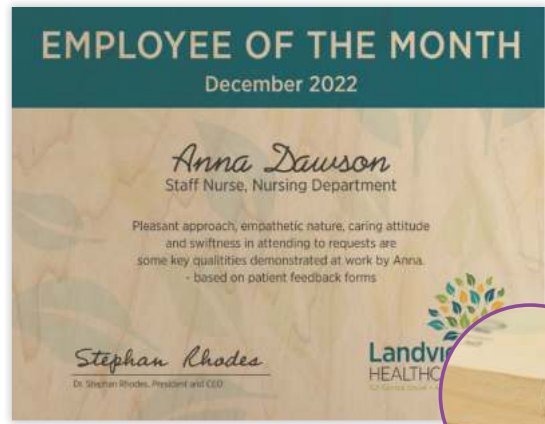 EMPLOYEE OF THE MONTH
December 2022
Anna Dawson
Staff Nurse, Nursing Department
Pleasant approach, empathetic nature, caring attitude
and swiftness in attending to requests are
some key qualitities demonstrated at work by Anna.
- based on patient feedback forms
Stephan Rhodes
Dr. Stephan Rhodes, President and CEO
Landvi
HEALTHC